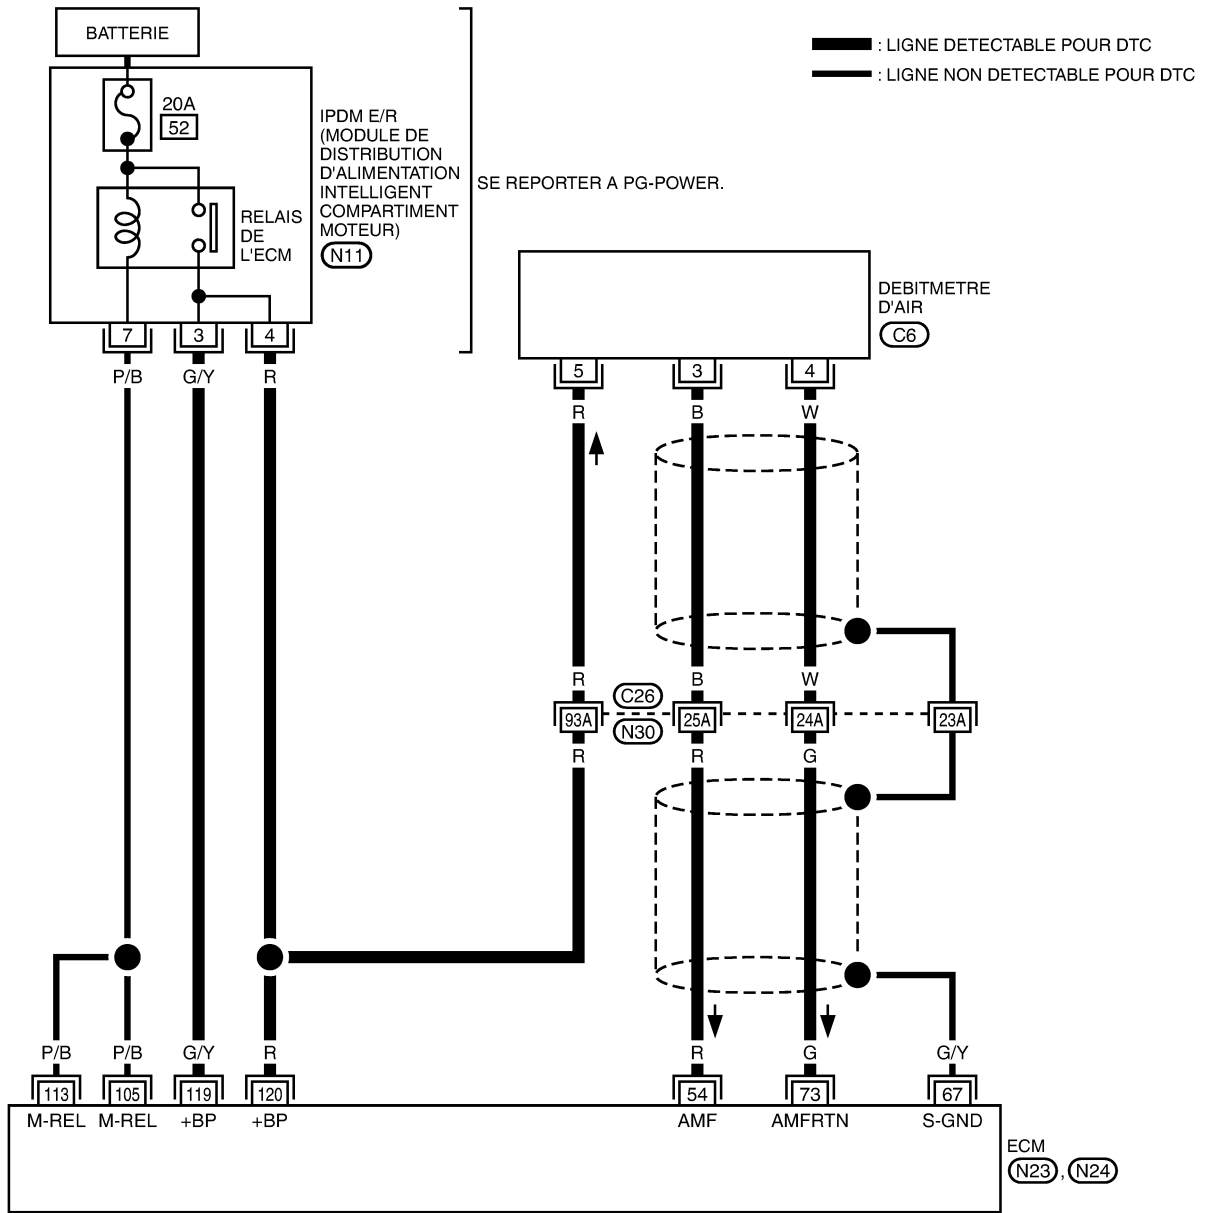 BATTERIE
: LIGNE DETECTABLE POUR DTC
: LIGNE NON DETECTABLE POUR DTC
20A
52
IPDM E/R
(MODULE DE
DISTRIBUTION
D'ALIMENTATION
INTELLIGENT
COMPARTIMENT
MOTEUR)
N11
SE REPORTER A PG-POWER.
RELAIS
DE
L'ECM
DEBITMETRE
D'AIR
C6
7 3 4
P/B G/Y R
5 3 4
R B W
R B W
C26
93A 25A 24A 23A
N30
R R G
P/B P/B G/Y R R G G/Y
113 105 119 120 54 73 67
M-REL M-REL +BP +BP AMF AMFRTN S-GND
ECM
N23 , N24